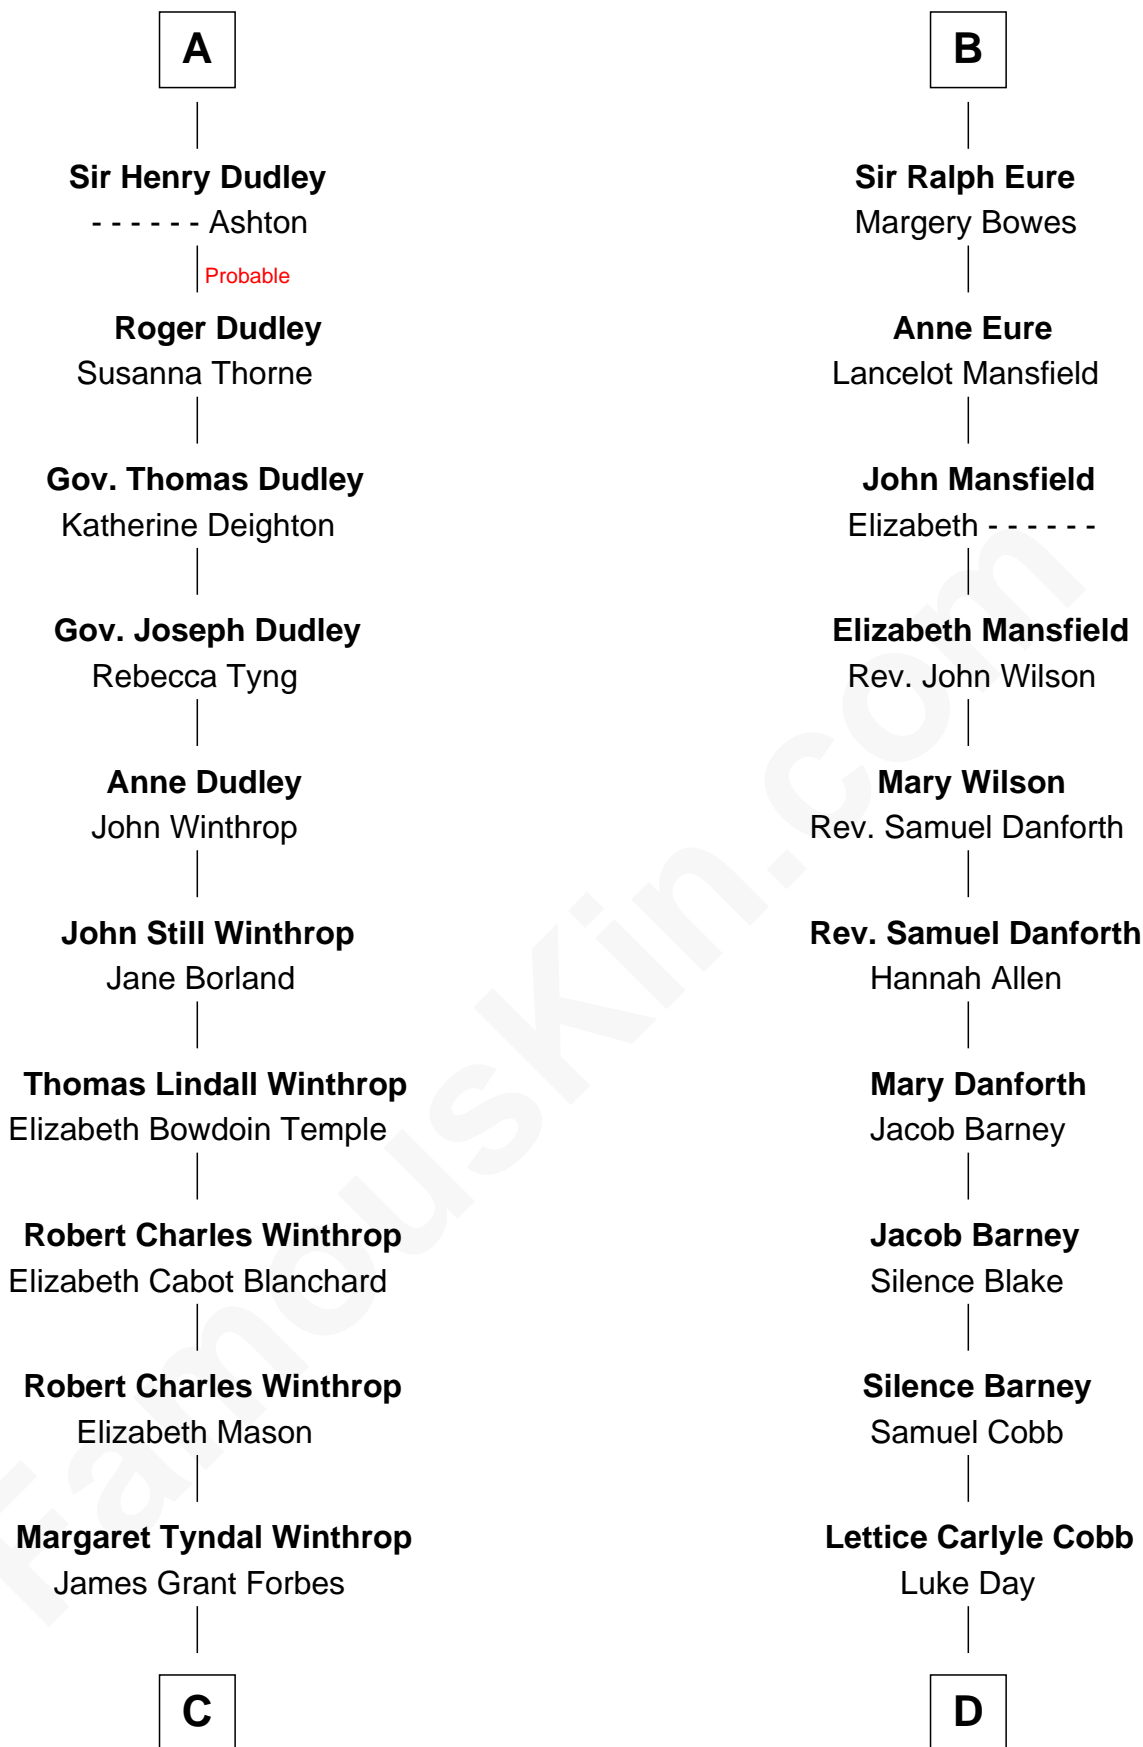 A
Sir Henry Dudley
- - - - - - Ashton
Probable
Roger Dudley
Susanna Thorne
Gov. Thomas Dudley
Katherine Deighton
Gov. Joseph Dudley
Rebecca Tyng
Anne Dudley
John Winthrop
John Still Winthrop
Jane Borland
Thomas Lindall Winthrop
Elizabeth Bowdoin Temple
Robert Charles Winthrop
Elizabeth Cabot Blanchard
Robert Charles Winthrop
Elizabeth Mason
Margaret Tyndal Winthrop
James Grant Forbes
C
B
Sir Ralph Eure
Margery Bowes
Anne Eure
Lancelot Mansfield
John Mansfield
Elizabeth - - - - - -
Elizabeth Mansfield
Rev. John Wilson
Mary Wilson
Rev. Samuel Danforth
Rev. Samuel Danforth
Hannah Allen
Mary Danforth
Jacob Barney
Jacob Barney
Silence Blake
Silence Barney
Samuel Cobb
Lettice Carlyle Cobb
Luke Day
D
FamousKin.com